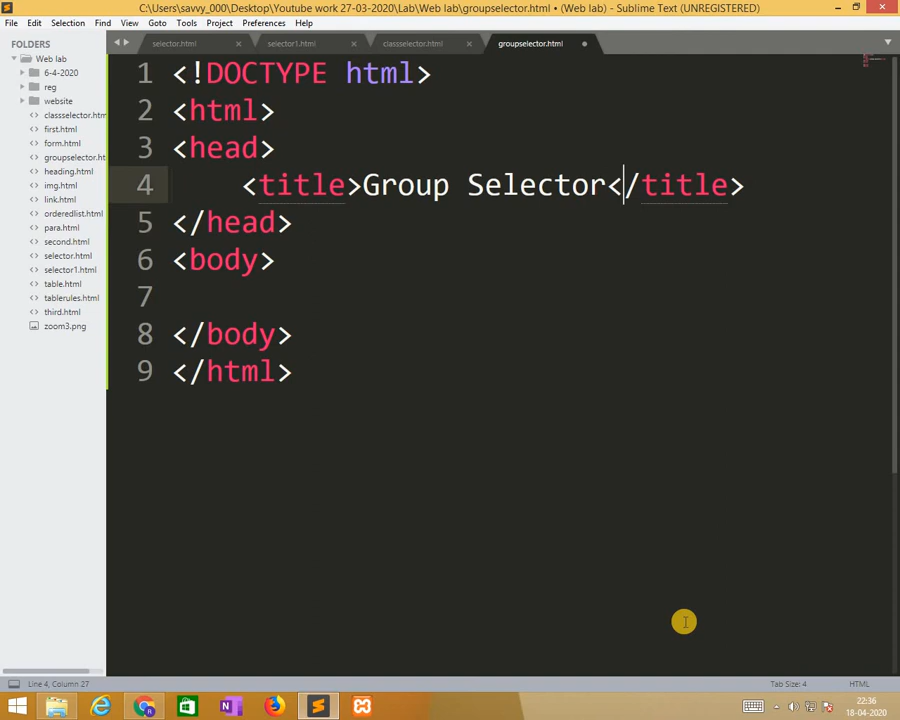 C:\Users\savvy_000\Desktop\Youtube work 27-03-2020\Lab\Web lab\groupselector.html • (Web lab) - Sublime Text (UNREGISTERED)
File Edit Selection Find View Goto Tools Project Preferences Help
FOLDERS
Web lab
6-4-2020
reg
website
classselector.htm
first.html
form.html
groupselector.ht
heading.html
img.html
link.html
orderedlist.html
para.html
second.html
selector.html
selector1.html
table.html
tablerules.html
third.html
zoom3.png
selector.html selector1.html classselector.html groupselector.html
1 <!DOCTYPE html>
2 <html>
3 <head>
4 <title>Group Selector</title>
5 </head>
6 <body>
7
8 </body>
9 </html>
Line 4, Column 27 Tab Size: 4 HTML
22:36
18-04-2020